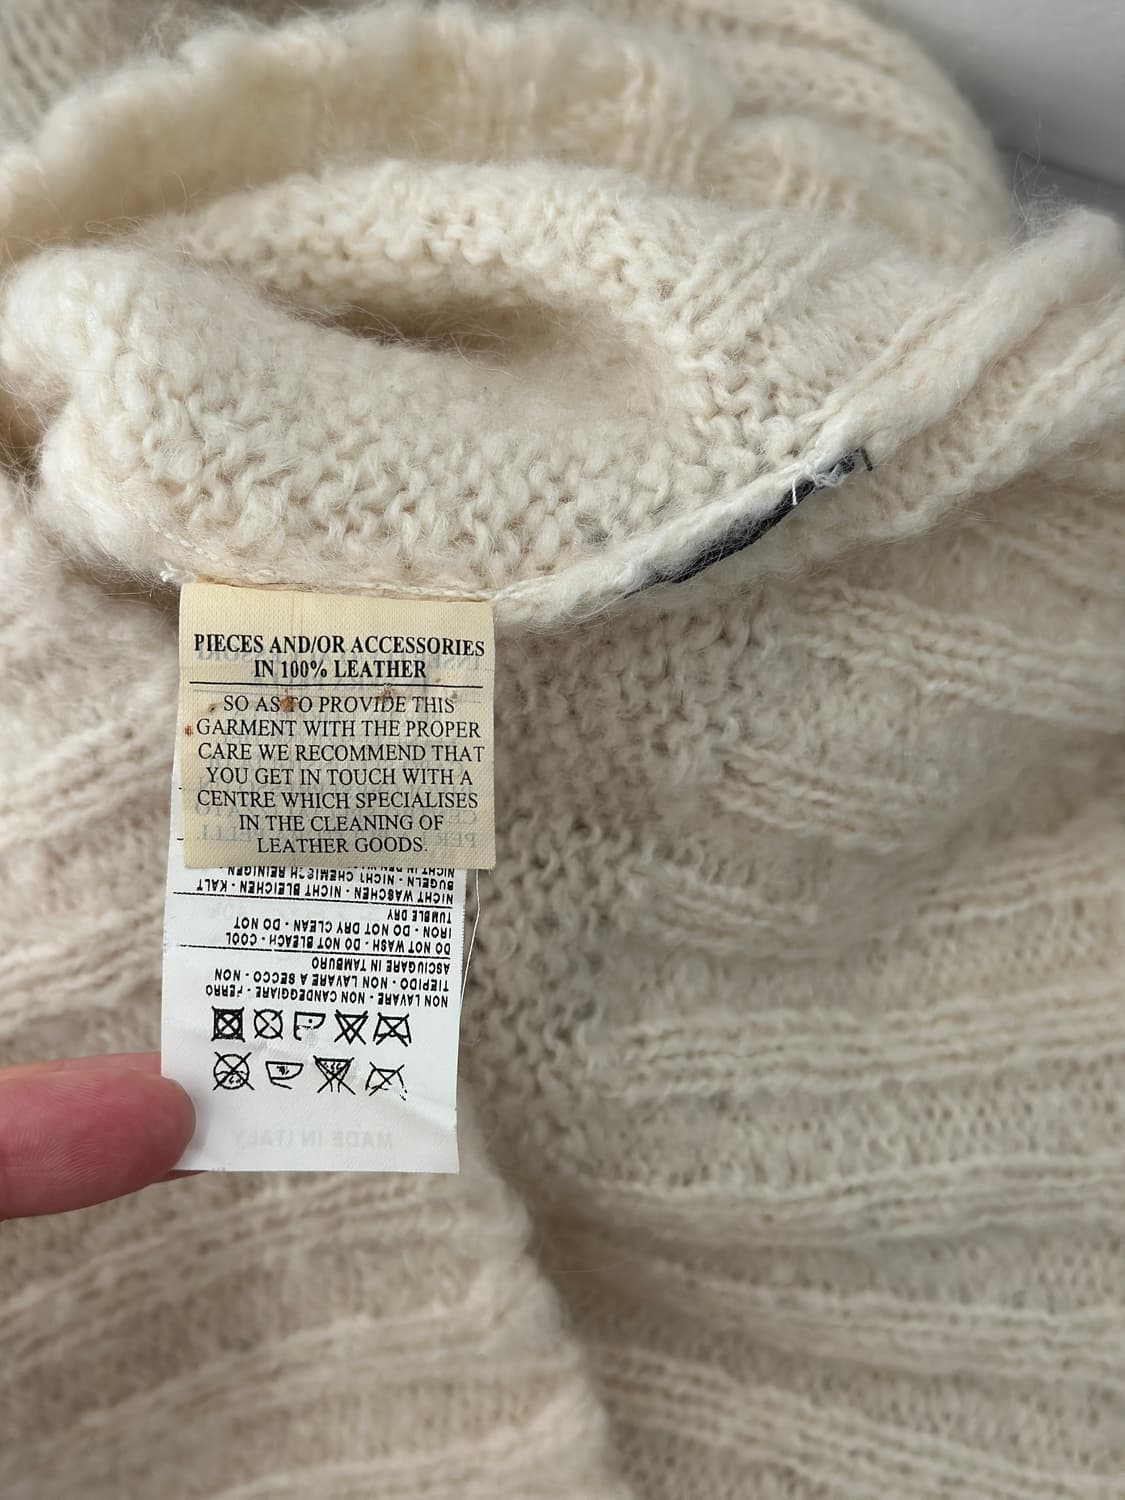 PIECES AND/OR ACCESSORIES
IN 100% LEATHER
SO AS TO PROVIDE THIS
GARMENT WITH THE PROPER
CARE WE RECOMMEND THAT
YOU GET IN TOUCH WITH A
CENTRE WHICH SPECIALISES
IN THE CLEANING OF
LEATHER GOODS.
MADE IN ITALY
NON LAVARE - NON CANDEGGIARE - FERRO
TIEPIDO - NON LAVARE A SECCO - NON
ASCIUGARE IN TAMBURO
DO NOT WASH - DO NOT BLEACH - COOL
IRON - DO NOT DRY CLEAN - DO NOT
TUMBLE DRY
NICHT WASCHEN - NICHT BLEICHEN - KALT
BUGELN - NICHT CHEMISCH REINIGEN
NICHT IN DEN